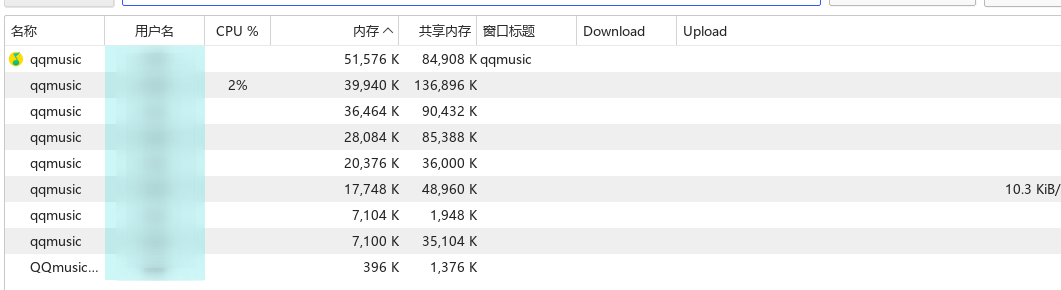 名称 用户名 CPU % 内存 共享内存 窗口标题 Download Upload
qqmusic 51,576 K 84,908 K qqmusic
qqmusic 2% 39,940 K 136,896 K
qqmusic 36,464 K 90,432 K
qqmusic 28,084 K 85,388 K
qqmusic 20,376 K 36,000 K
qqmusic 17,748 K 48,960 K 10.3 KiB/
qqmusic 7,104 K 1,948 K
qqmusic 7,100 K 35,104 K
QQmusic... 396 K 1,376 K